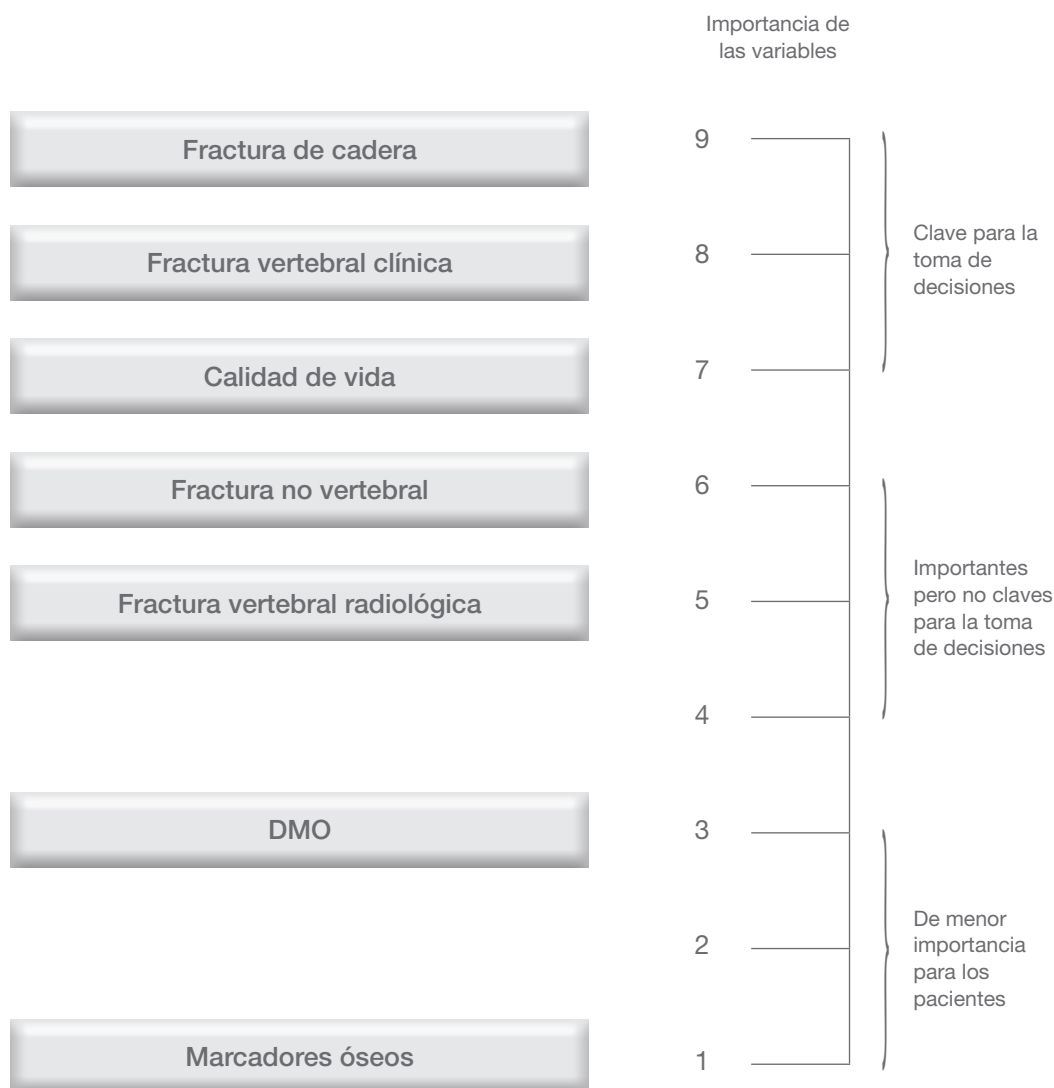 Importancia de
las variables
Fractura de cadera
9
Fractura vertebral clínica
8
Clave para la
toma de
decisiones
Calidad de vida
7
Fractura no vertebral
6
Fractura vertebral radiológica
5
Importantes
pero no claves
para la toma
de decisiones
4
DMO
3
2
De menor
importancia
para los
pacientes
Marcadores óseos
1